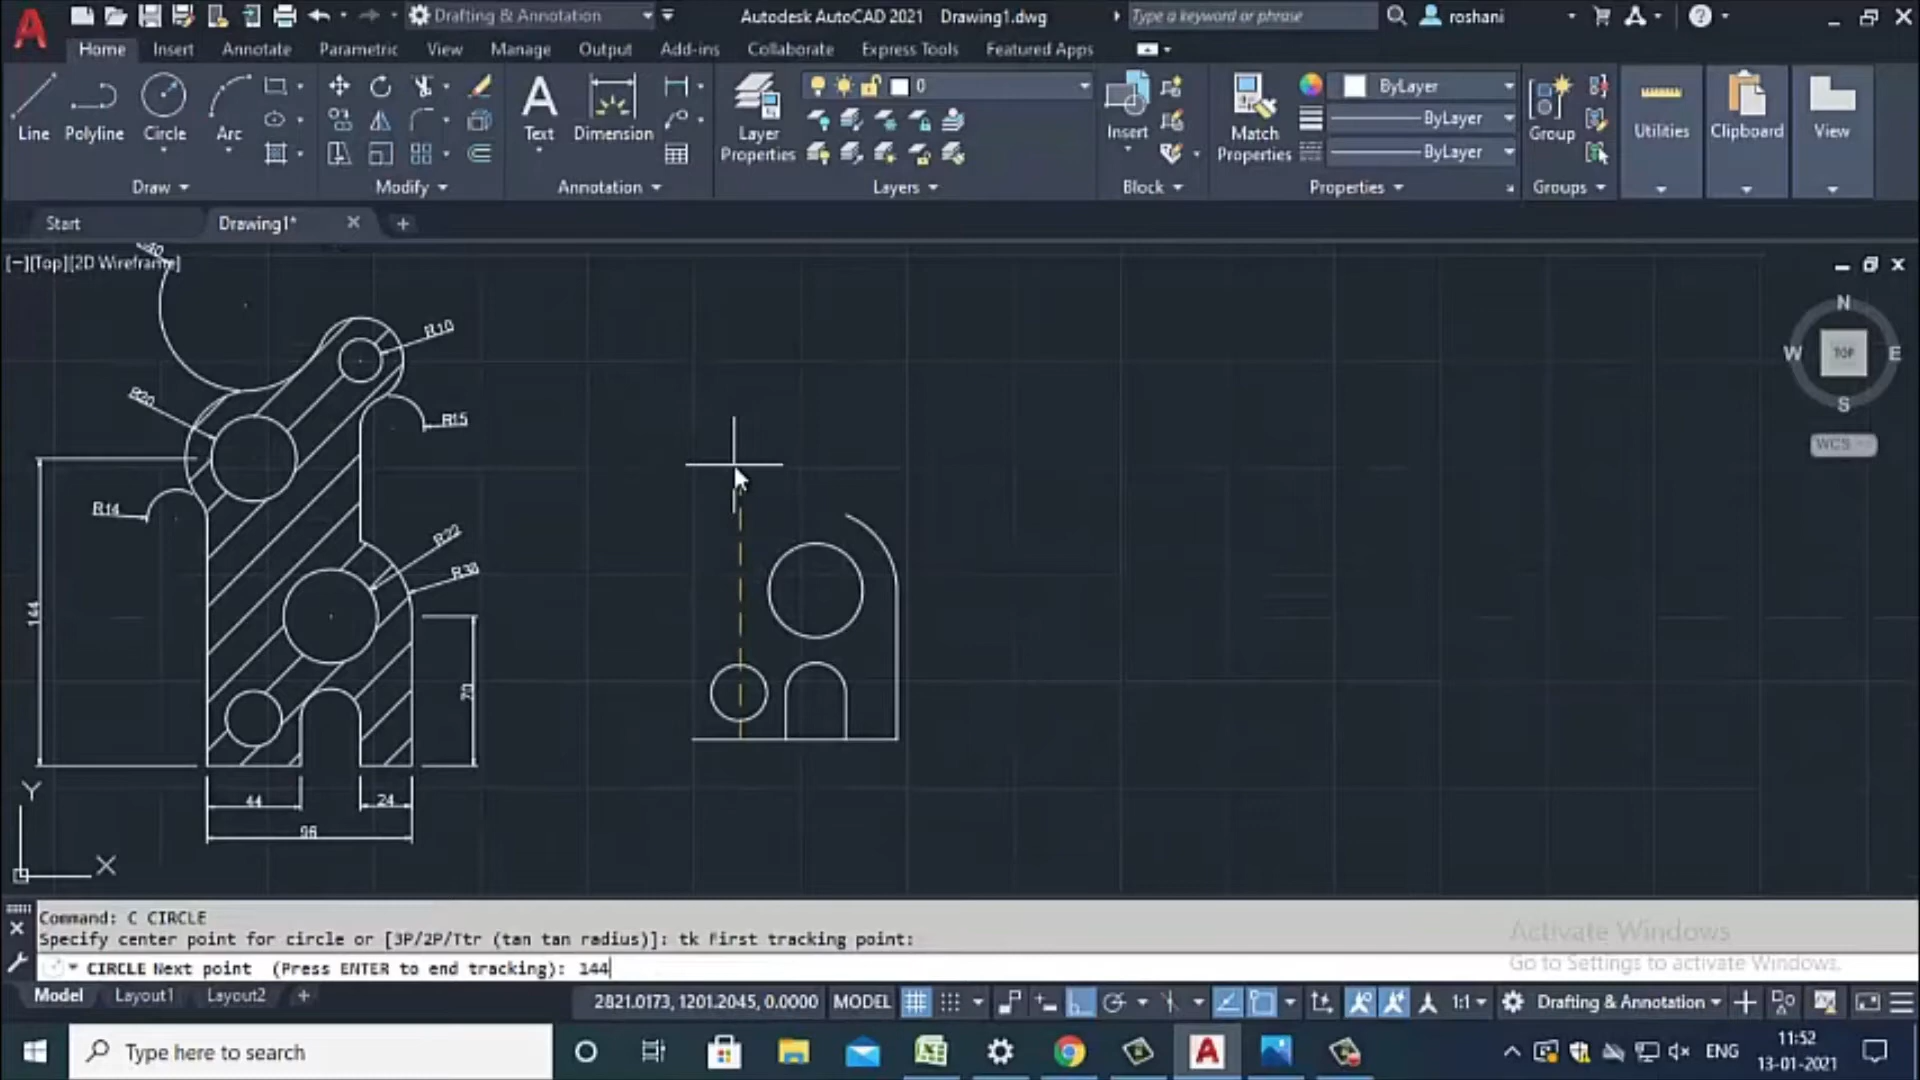 Drafting & Annotation
Autodesk AutoCAD 2021 Drawing1.dwg
Type a keyword or phrase
roshani
Home Insert Annotate Parametric View Manage Output Add-ins Collaborate Express Tools Featured Apps
0
ByLayer
ByLayer
ByLayer
Line Polyline Circle Arc
Text Dimension
Layer Properties
Insert
Match Properties
Group
Utilities
Clipboard
View
Draw Modify Annotation Layers Block Properties Groups
Start Drawing1*
[−][Top][2D Wireframe]
N
W TOP E
S
WCS
R10
R20
R15
R14
R22
144
70
44
24
96
Y
X
Command: C CIRCLE
Specify center point for circle or [3P/2P/Ttr (tan tan radius)]: tk First tracking point:
CIRCLE Next point (Press ENTER to end tracking): 144
Activate Windows
Go to Settings to activate Windows.
Model Layout1 Layout2
2821.0173, 1201.2045, 0.0000 MODEL
1:1
Drafting & Annotation
Type here to search
ENG
11:52
13-01-2021